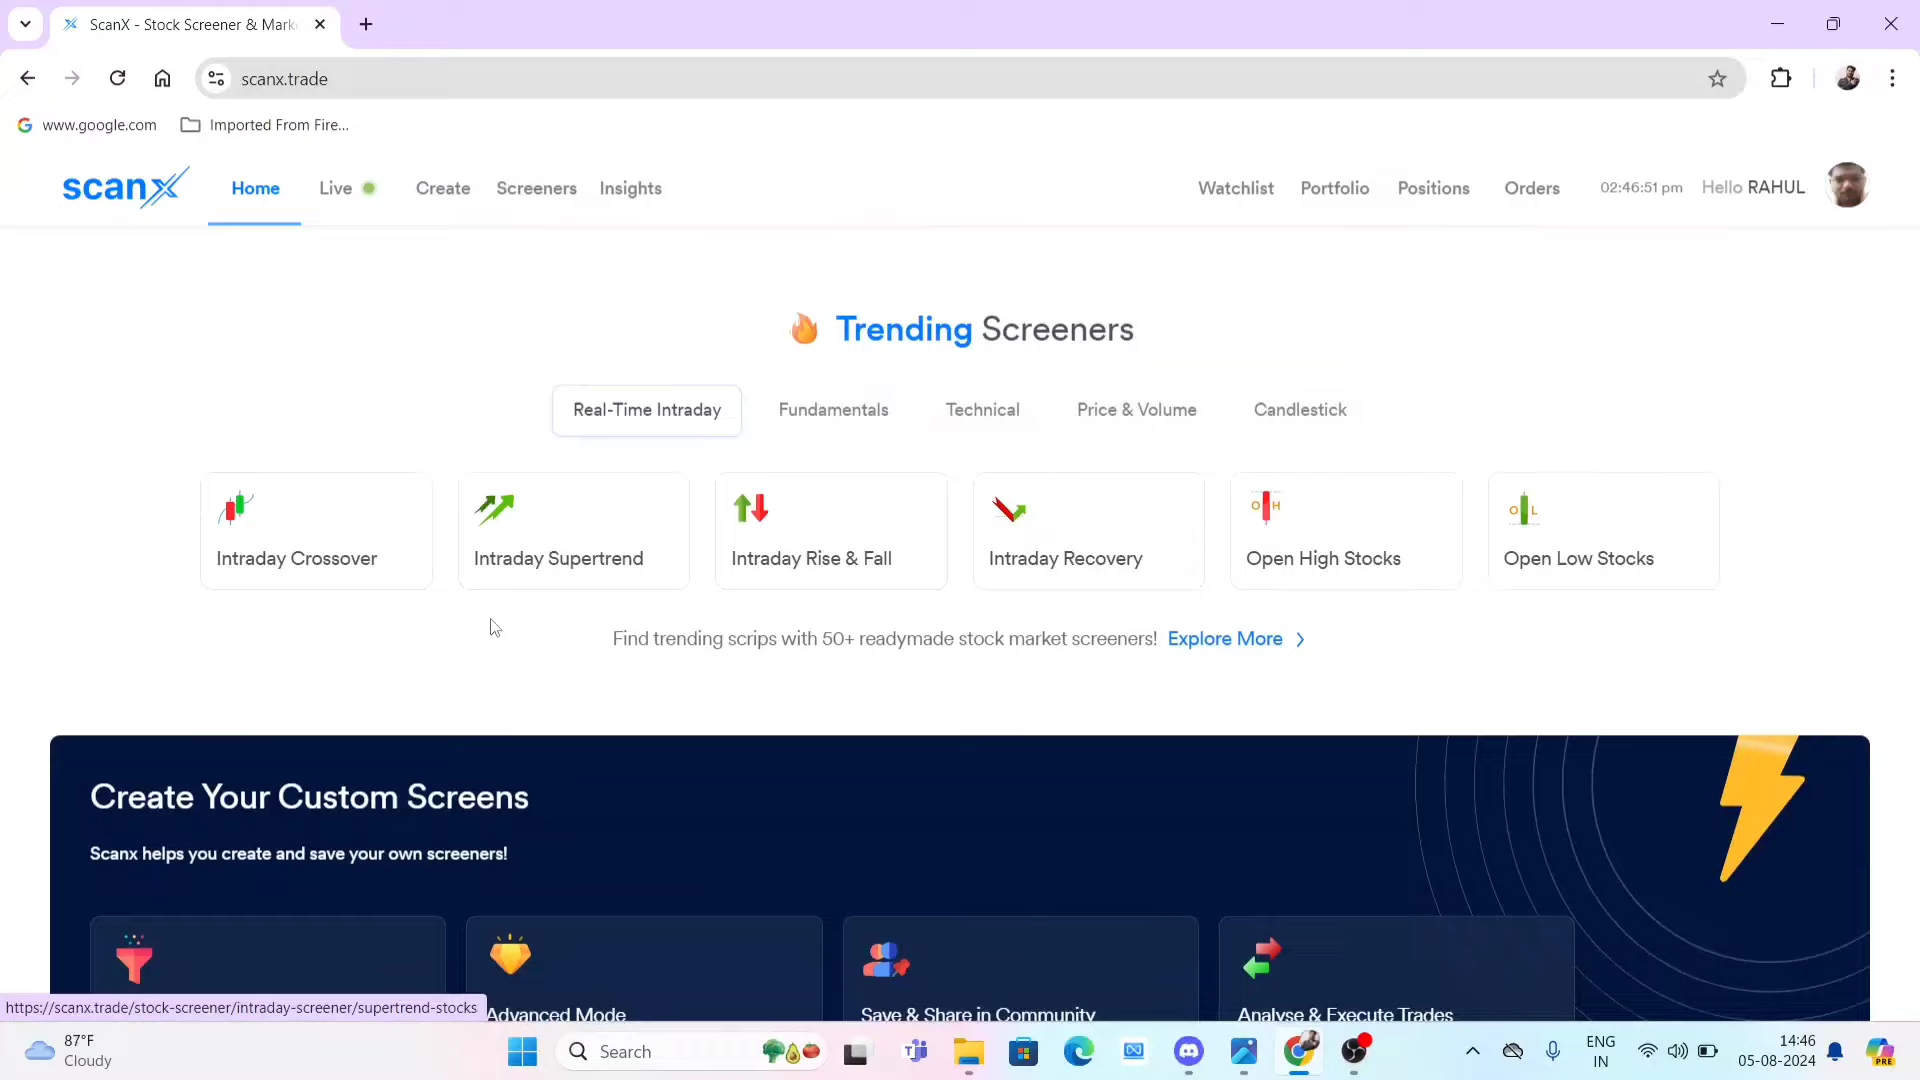 ScanX - Stock Screener & Mark
scanx.trade
www.google.com Imported From Fire...
scanx Home Live Create Screeners Insights Watchlist Portfolio Positions Orders 02:46:51 pm Hello RAHUL
Trending Screeners
Real-Time Intraday Fundamentals Technical Price & Volume Candlestick
O H O L
Intraday Crossover Intraday Supertrend Intraday Rise & Fall Intraday Recovery Open High Stocks Open Low Stocks
Find trending scrips with 50+ readymade stock market screeners! Explore More
Create Your Custom Screens
Scanx helps you create and save your own screeners!
https://scanx.trade/stock-screener/intraday-screener/supertrend-stocks
Advanced Mode Save & Share in Community Analyse & Execute Trades
87°F
Cloudy
Search
ENG
IN
14:46
05-08-2024
PRE